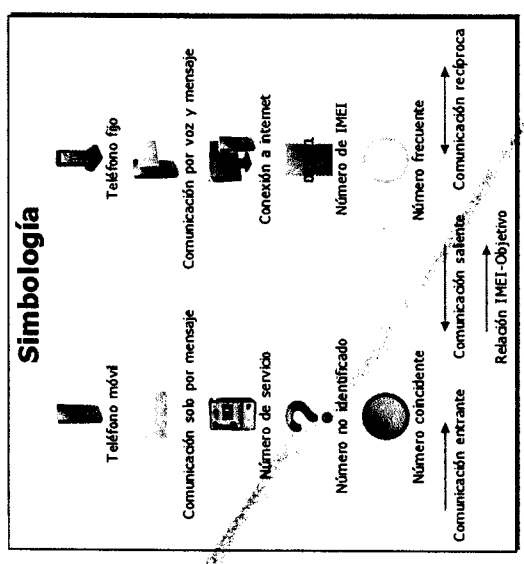 Simbología
Teléfono móvil
Teléfono fijo
Comunicación solo por mensaje
Comunicación por voz y mensaje
Número de servicio
Conexión a internet
Número no identificado
Número de IMEI
Número coincidente
Número frecuente
Comunicación entrante
Comunicación saliente
Comunicación recíproca
Relación IMEI-Objetivo